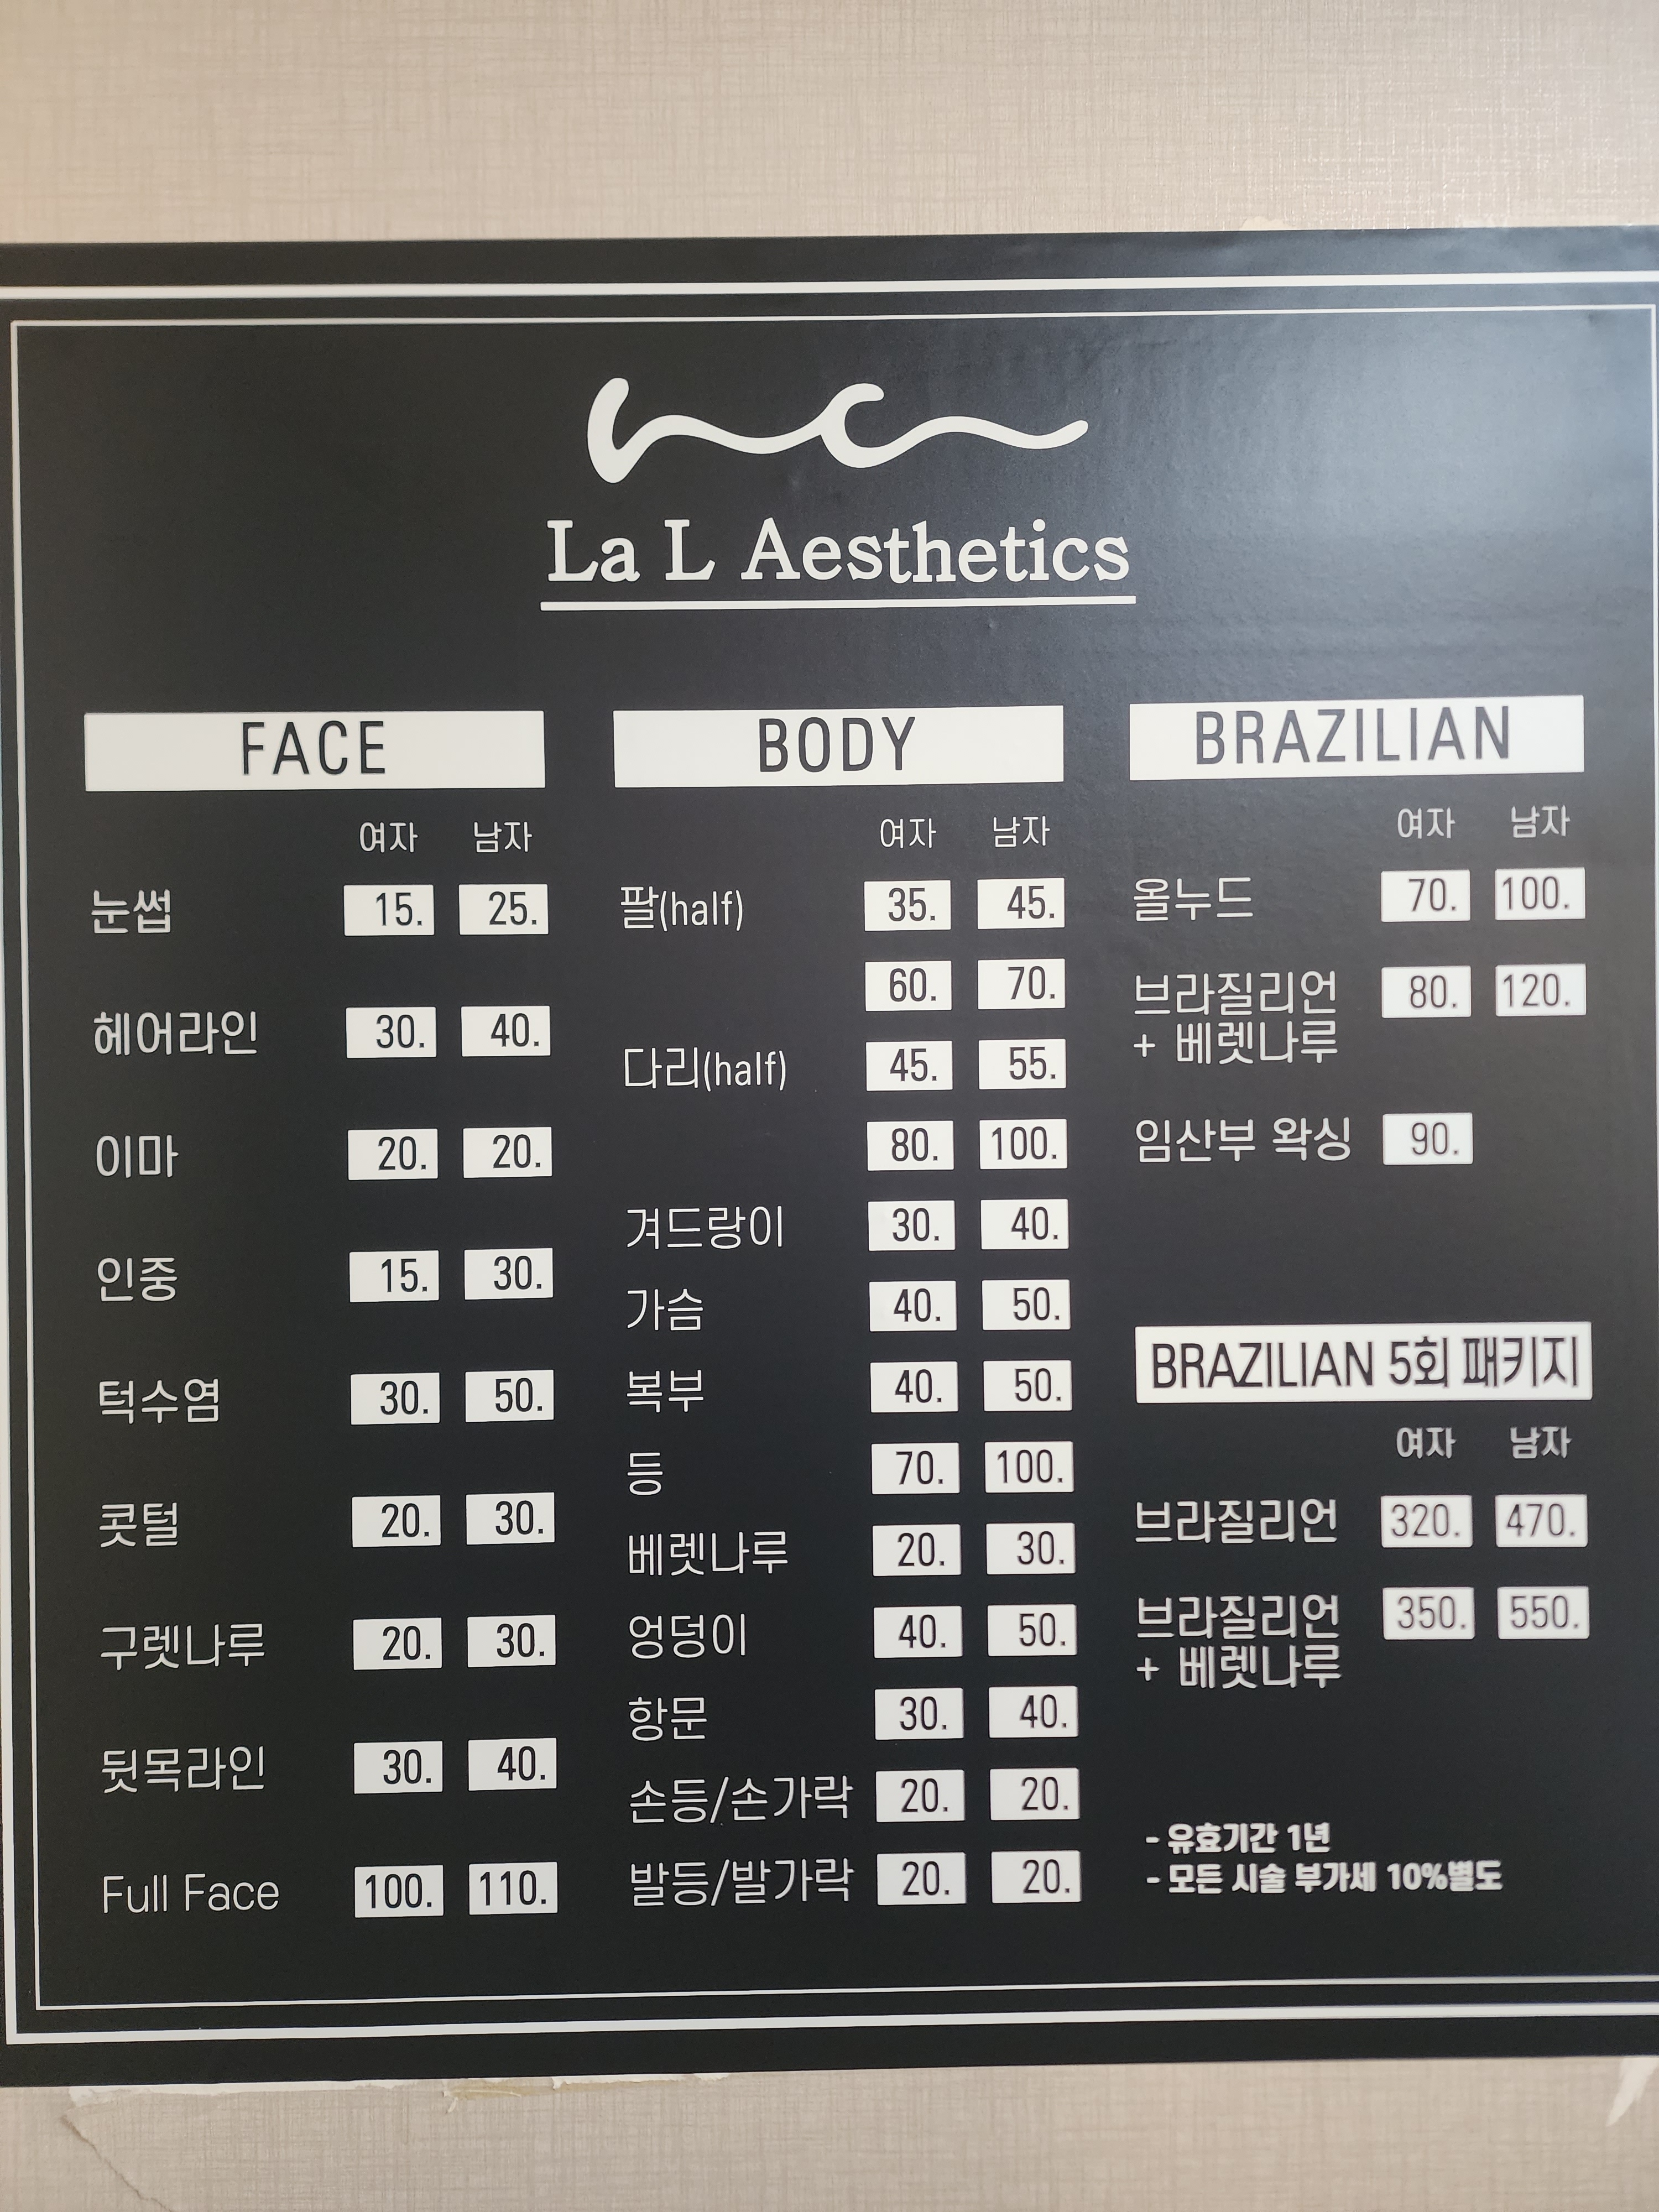 La L Aesthetics
FACE
여자 남자
눈썹 15. 25.
헤어라인 30. 40.
이마 20. 20.
인중 15. 30.
턱수염 30. 50.
콧털 20. 30.
구렛나루 20. 30.
뒷목라인 30. 40.
Full Face 100. 110.
BODY
여자 남자
팔(half) 35. 45.
60. 70.
다리(half) 45. 55.
80. 100.
겨드랑이 30. 40.
가슴 40. 50.
복부 40. 50.
등 70. 100.
베렛나루 20. 30.
엉덩이 40. 50.
항문 30. 40.
손등/손가락 20. 20.
발등/발가락 20. 20.
BRAZILIAN
여자 남자
올누드 70. 100.
브라질리언 80. 120.
+ 베렛나루
임산부 왁싱 90.
BRAZILIAN 5회 패키지
여자 남자
브라질리언 320. 470.
브라질리언 350. 550.
+ 베렛나루
- 유효기간 1년
- 모든 시술 부가세 10%별도